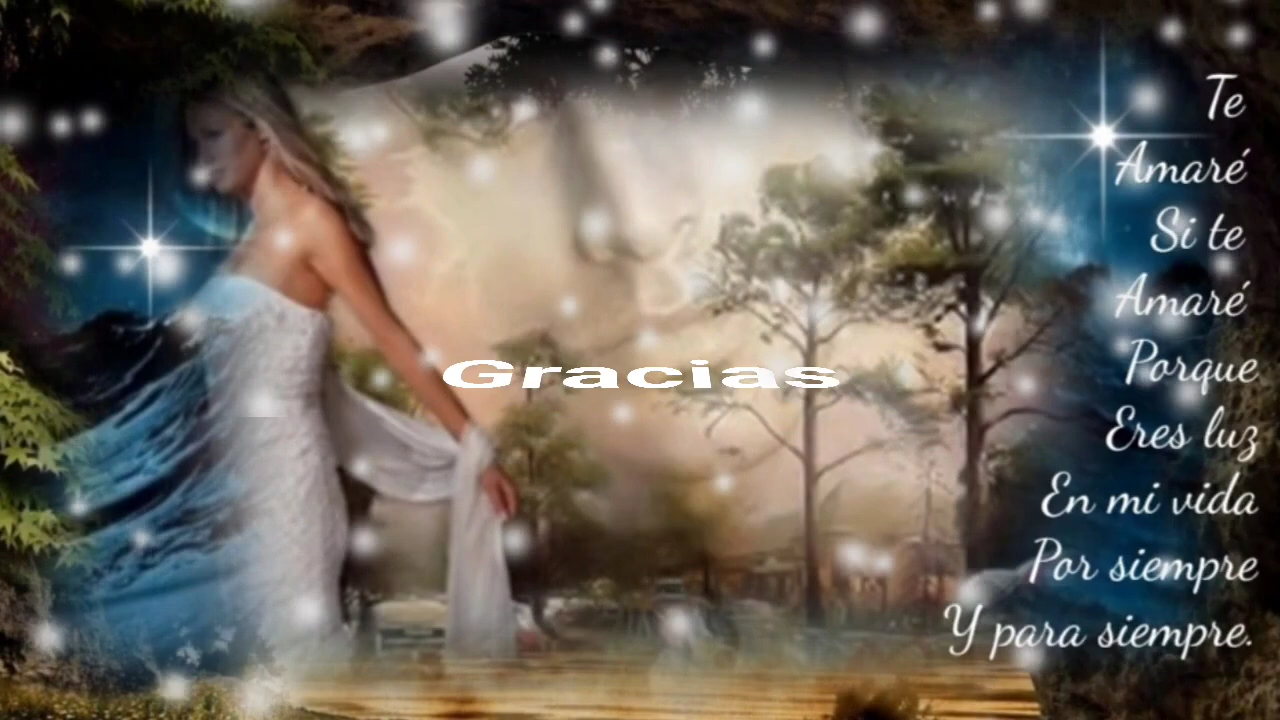 Te
Amaré
Si te
Amaré
Porque
Eres luz
En mi vida
Por siempre
Y para siempre.
Gracias